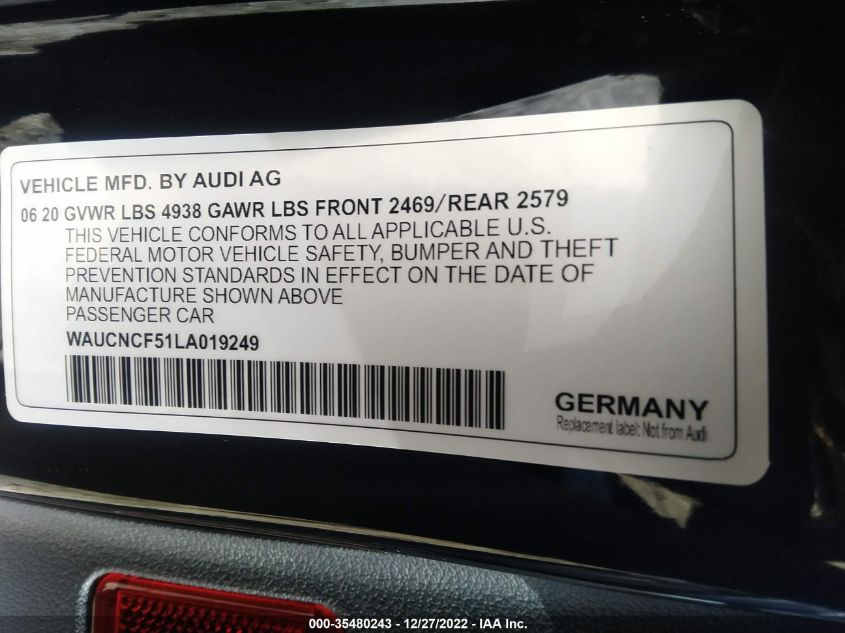 VEHICLE MFD. BY AUDI AG
06 20 GVWR LBS 4938 GAWR LBS FRONT 2469/REAR 2579
THIS VEHICLE CONFORMS TO ALL APPLICABLE U.S.
FEDERAL MOTOR VEHICLE SAFETY, BUMPER AND THEFT
PREVENTION STANDARDS IN EFFECT ON THE DATE OF
MANUFACTURE SHOWN ABOVE
PASSENGER CAR
WAUCNCF51LA019249
GERMANY
Replacement label: Not from Audi
000-35480243 - 12/27/2022 - IAA Inc.